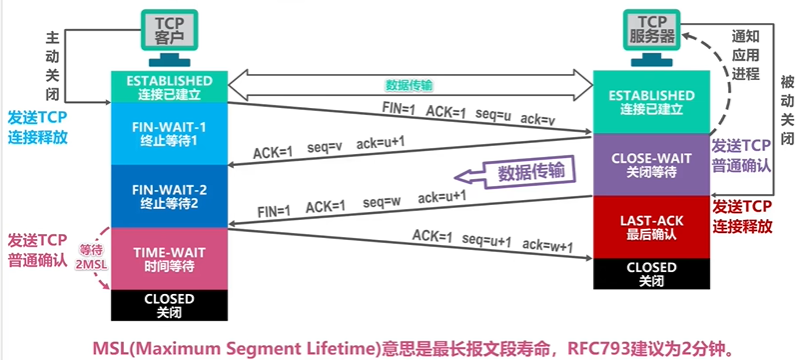 TCP
客户
TCP
服务器
主动关闭
通知
应用
进程
被动关闭
ESTABLISHED
连接已建立
数据传输
ESTABLISHED
连接已建立
FIN=1 ACK=1 seq=u ack=v
发送TCP
连接释放
FIN-WAIT-1
终止等待1
ACK=1 seq=v ack=u+1
CLOSE-WAIT
关闭等待
发送TCP
普通确认
数据传输
FIN-WAIT-2
终止等待2
FIN=1 ACK=1 seq=w ack=u+1
LAST-ACK
最后确认
发送TCP
连接释放
发送TCP
普通确认
等待
2MSL
TIME-WAIT
时间等待
ACK=1 seq=u+1 ack=w+1
CLOSED
关闭
CLOSED
关闭
MSL(Maximum Segment Lifetime)意思是最长报文段寿命，RFC793建议为2分钟。